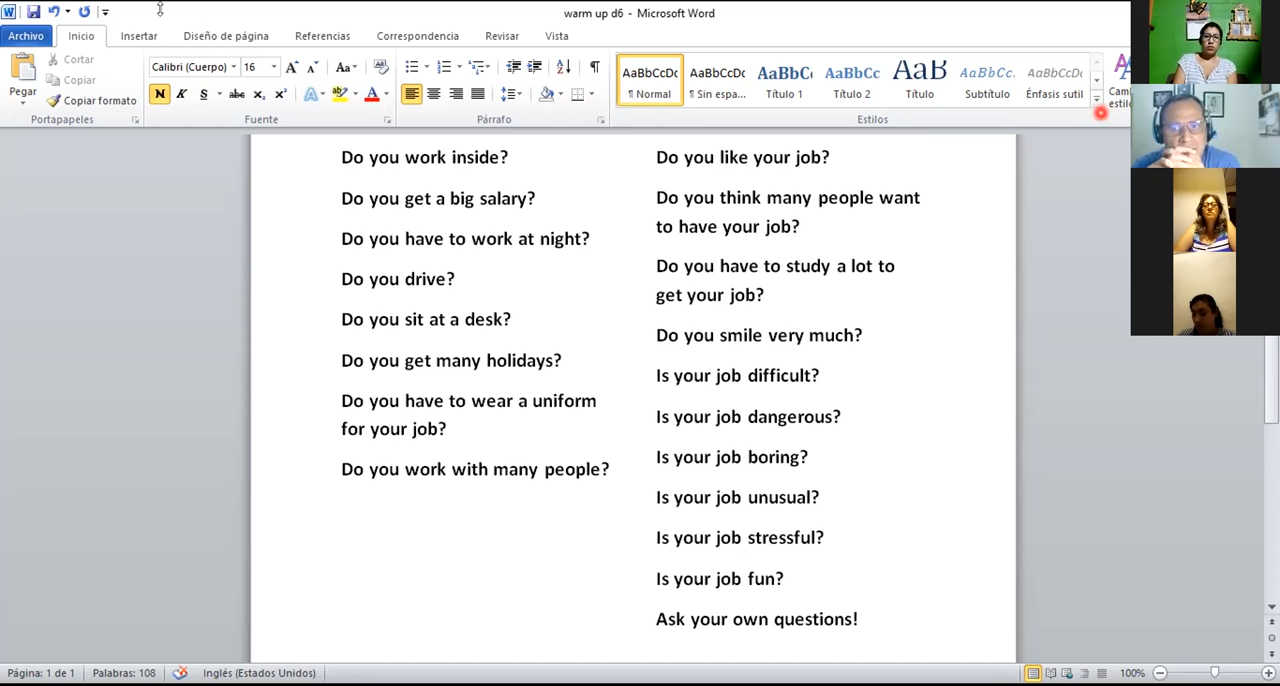 warm up d6 - Microsoft Word
Archivo Inicio Insertar Diseño de página Referencias Correspondencia Revisar Vista
Pegar
Cortar
Copiar
Copiar formato
Portapapeles
Calibri (Cuerpo) 16
N K S abc x₂ x²
Fuente
Párrafo
AaBbCcDc AaBbCcDc AaBbC AaBbCc AaB AaBbCc. AaBbCcDc
¶ Normal ¶ Sin espa... Título 1 Título 2 Título Subtítulo Énfasis sutil
Estilos
Do you work inside?
Do you get a big salary?
Do you have to work at night?
Do you drive?
Do you sit at a desk?
Do you get many holidays?
Do you have to wear a uniform
for your job?
Do you work with many people?
Do you like your job?
Do you think many people want
to have your job?
Do you have to study a lot to
get your job?
Do you smile very much?
Is your job difficult?
Is your job dangerous?
Is your job boring?
Is your job unusual?
Is your job stressful?
Is your job fun?
Ask your own questions!
Página: 1 de 1 Palabras: 108 Inglés (Estados Unidos) 100%